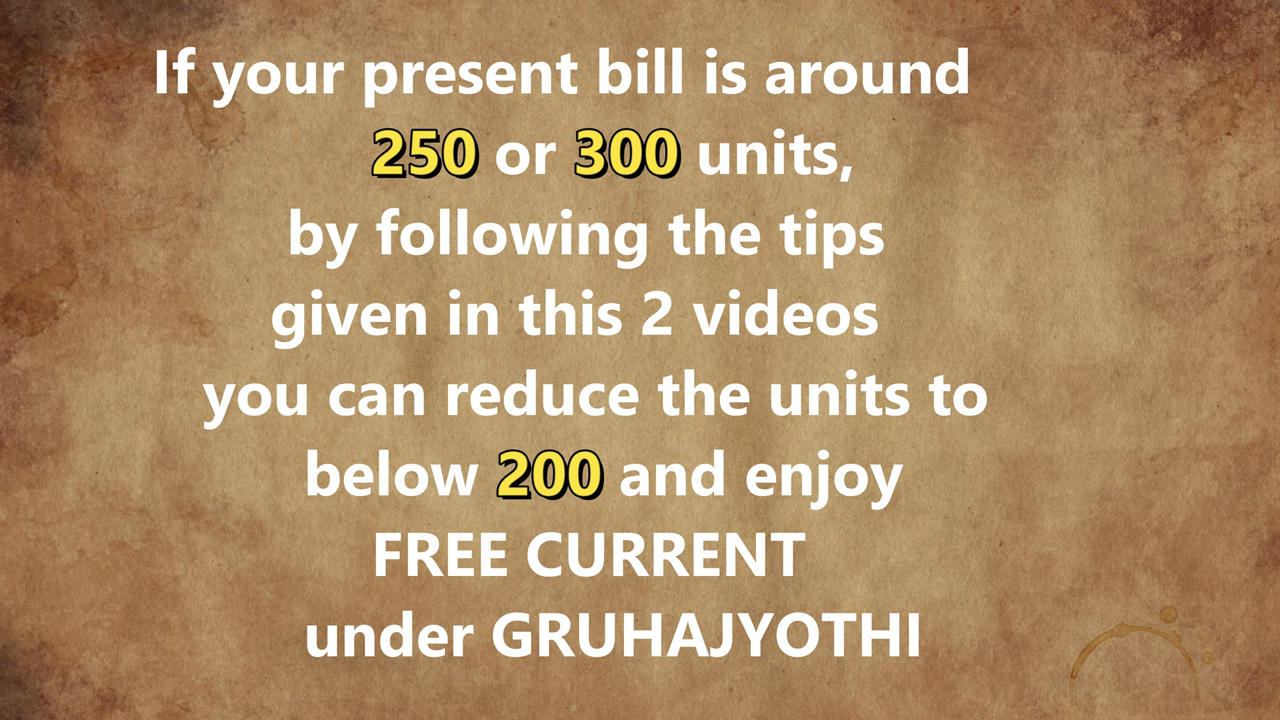 If your present bill is around
250 or 300 units,
by following the tips
given in this 2 videos
you can reduce the units to
below 200 and enjoy
FREE CURRENT
under GRUHAJYOTHI